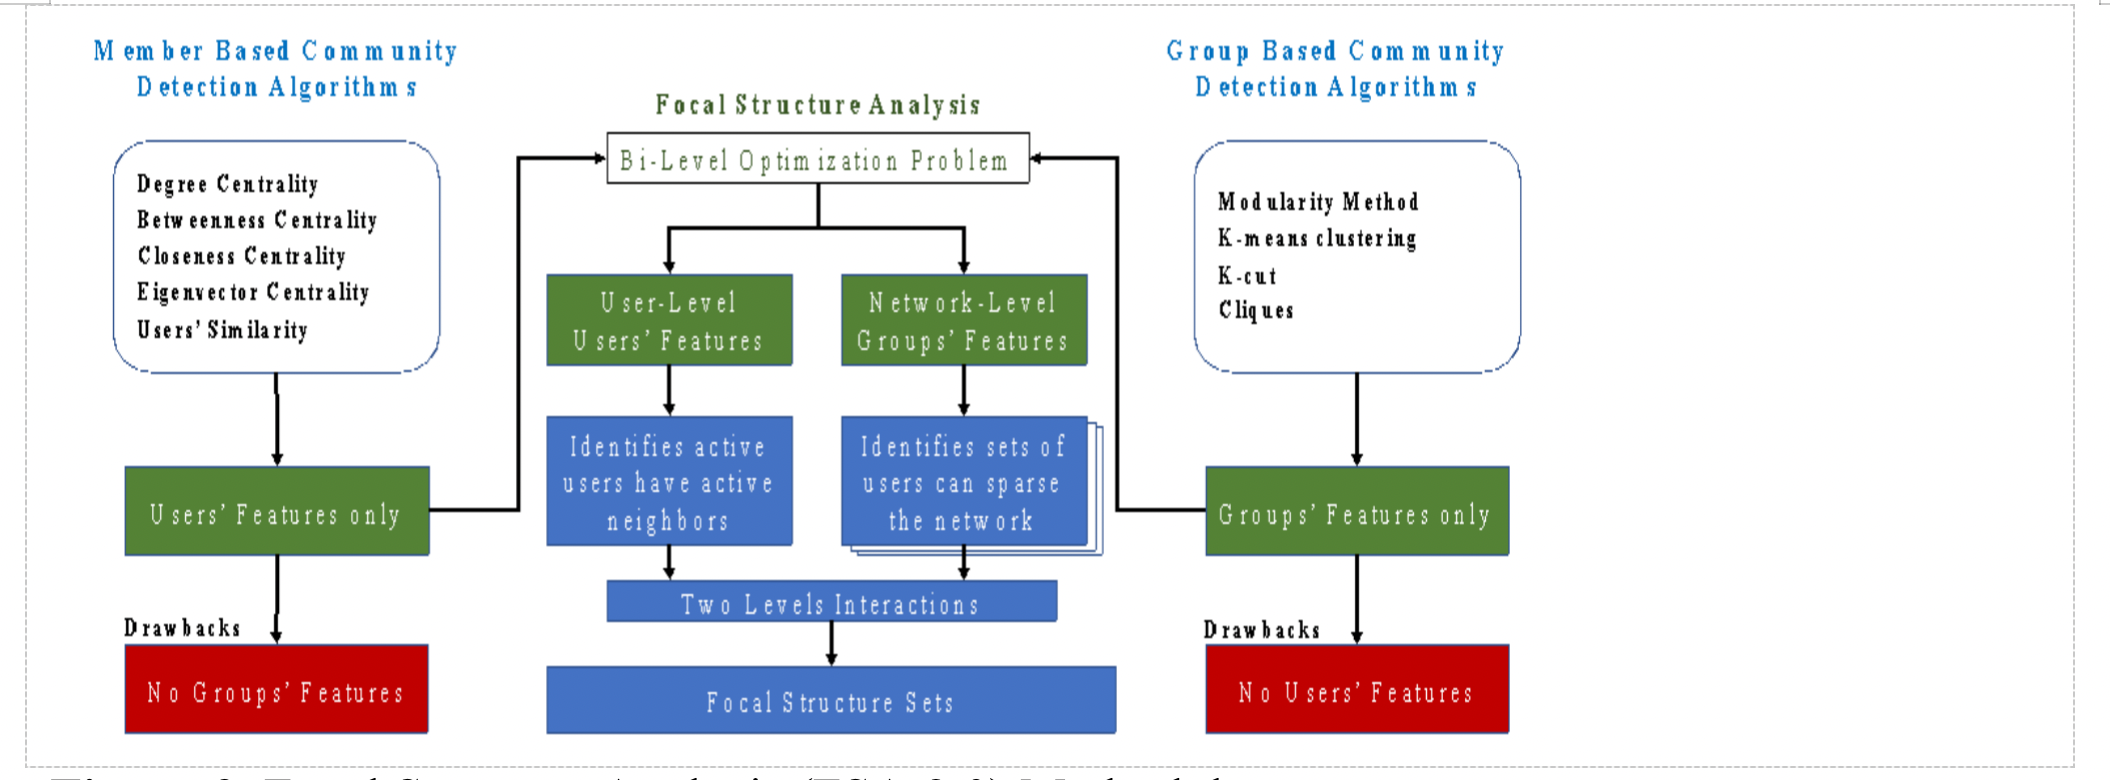 Member Based Community
Detection Algorithms
Degree Centrality
Betweenness Centrality
Closeness Centrality
Eigenvector Centrality
Users' Similarity
Users' Features only
Drawbacks
No Groups' Features
Focal Structure Analysis
Bi-Level Optimization Problem
User-Level
Users' Features
Network-Level
Groups' Features
Identifies active
users have active
neighbors
Identifies sets of
users can sparse
the network
Two Levels Interactions
Focal Structure Sets
Group Based Community
Detection Algorithms
Modularity Method
K-means clustering
K-cut
Cliques
Groups' Features only
Drawbacks
No Users' Features